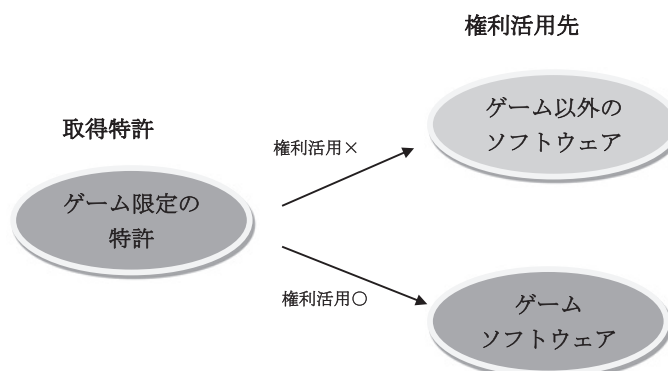 権利活用先
ゲーム以外の
ソフトウェア
取得特許
権利活用×
ゲーム限定の
特許
権利活用〇
ゲーム
ソフトウェア